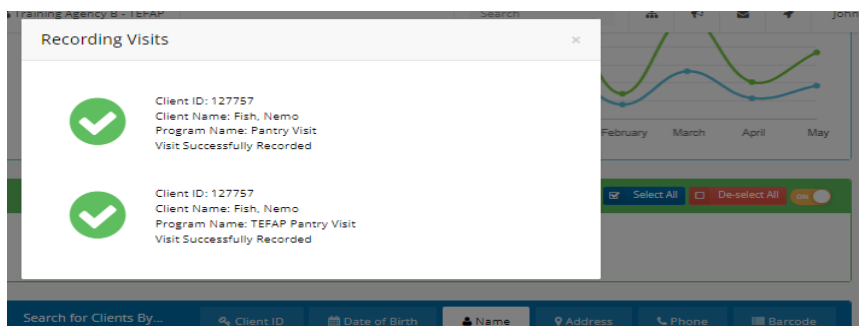 Training Agency B - TEFAP
Search
John
Recording Visits
×
Client ID: 127757
Client Name: Fish, Nemo
Program Name: Pantry Visit
Visit Successfully Recorded
Client ID: 127757
Client Name: Fish, Nemo
Program Name: TEFAP Pantry Visit
Visit Successfully Recorded
February March April May
Select All De-select All ON
Search for Clients By... Client ID Date of Birth Name Address Phone Barcode